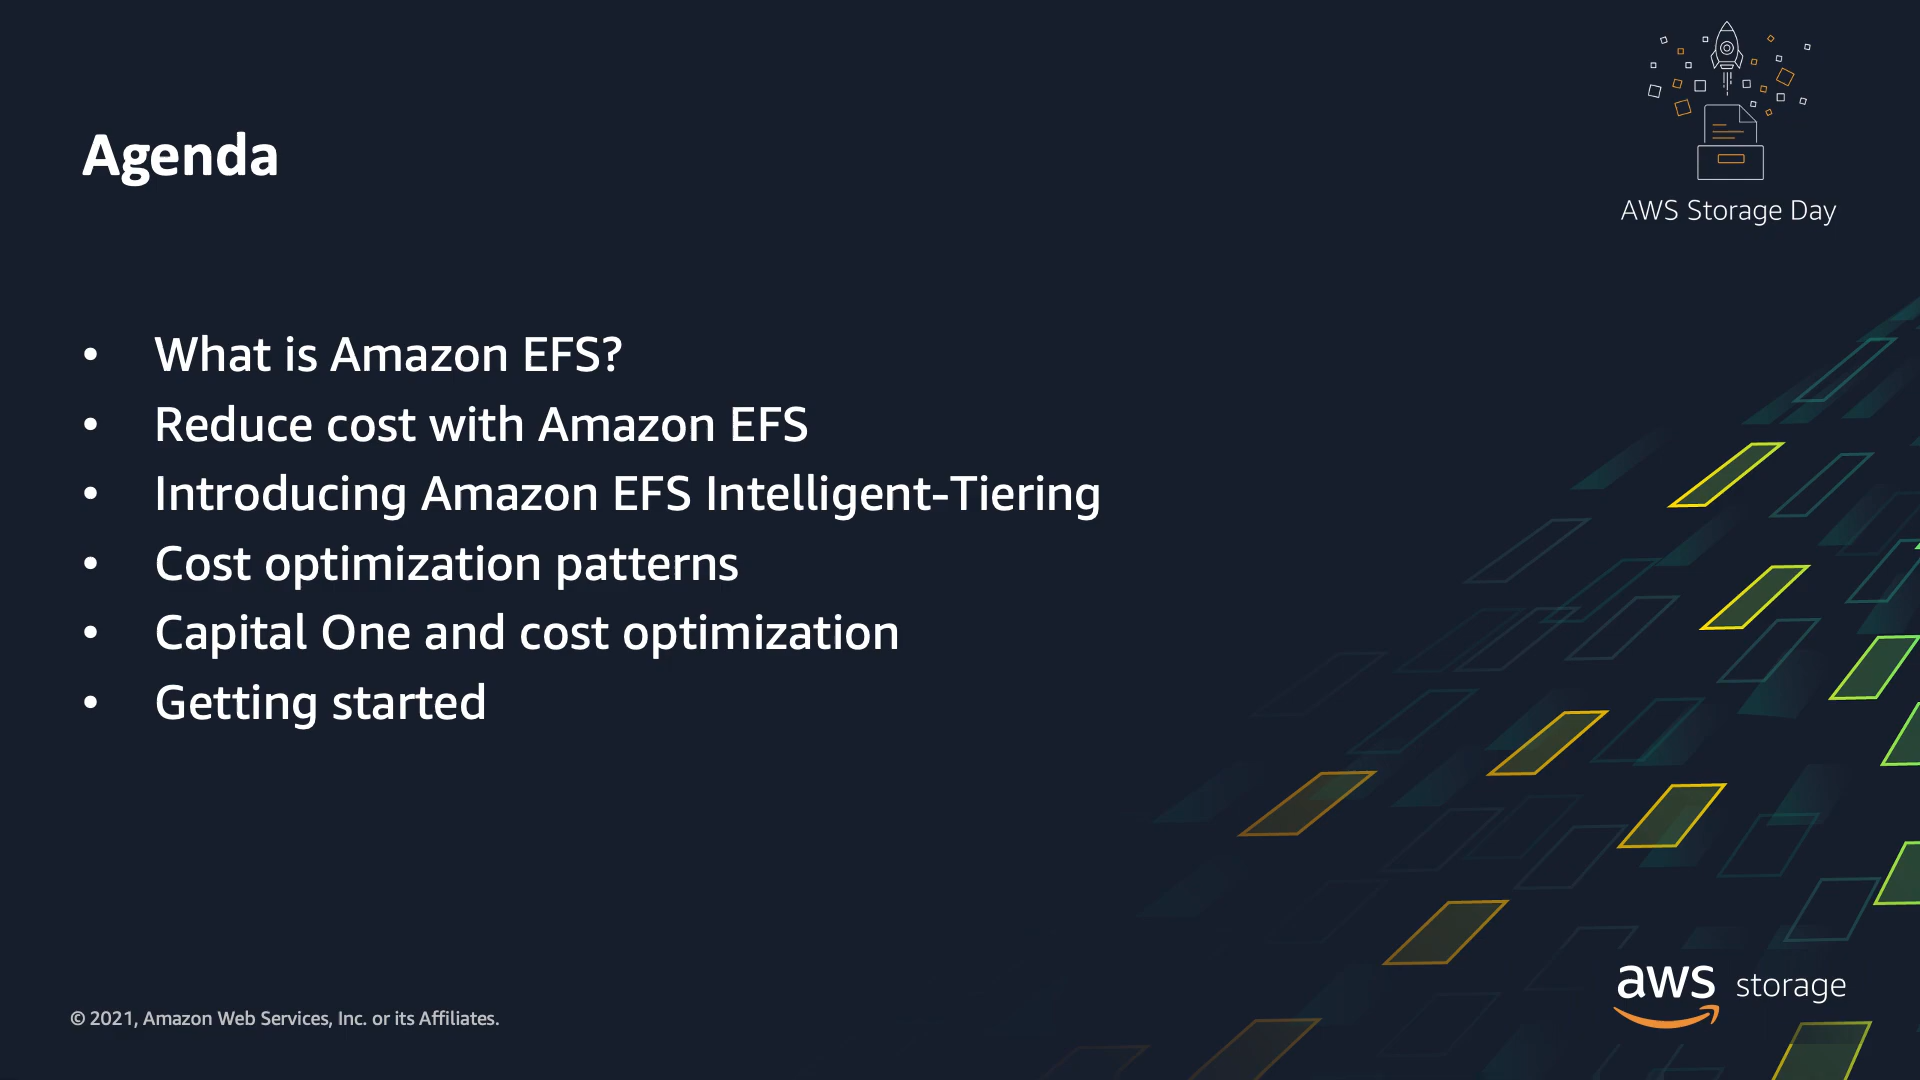 AWS Storage Day
Agenda
• What is Amazon EFS?
• Reduce cost with Amazon EFS
• Introducing Amazon EFS Intelligent-Tiering
• Cost optimization patterns
• Capital One and cost optimization
• Getting started
© 2021, Amazon Web Services, Inc. or its Affiliates.
aws storage